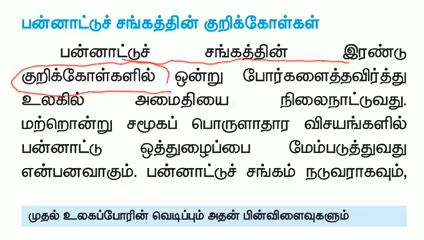 பன்னாட்டுச் சங்கத்தின் குறிக்கோள்கள்
பன்னாட்டுச் சங்கத்தின் இரண்டு
குறிக்கோள்களில் ஒன்று போர்களைத்தவிர்த்து
உலகில் அமைதியை நிலைநாட்டுவது.
மற்றொன்று சமூகப் பொருளாதார விசயங்களில்
பன்னாட்டு ஒத்துழைப்பை மேம்படுத்துவது
என்பனவாகும். பன்னாட்டுச் சங்கம் நடுவராகவும்,
முதல் உலகப்போரின் வெடிப்பும் அதன் பின்விளைவுகளும்